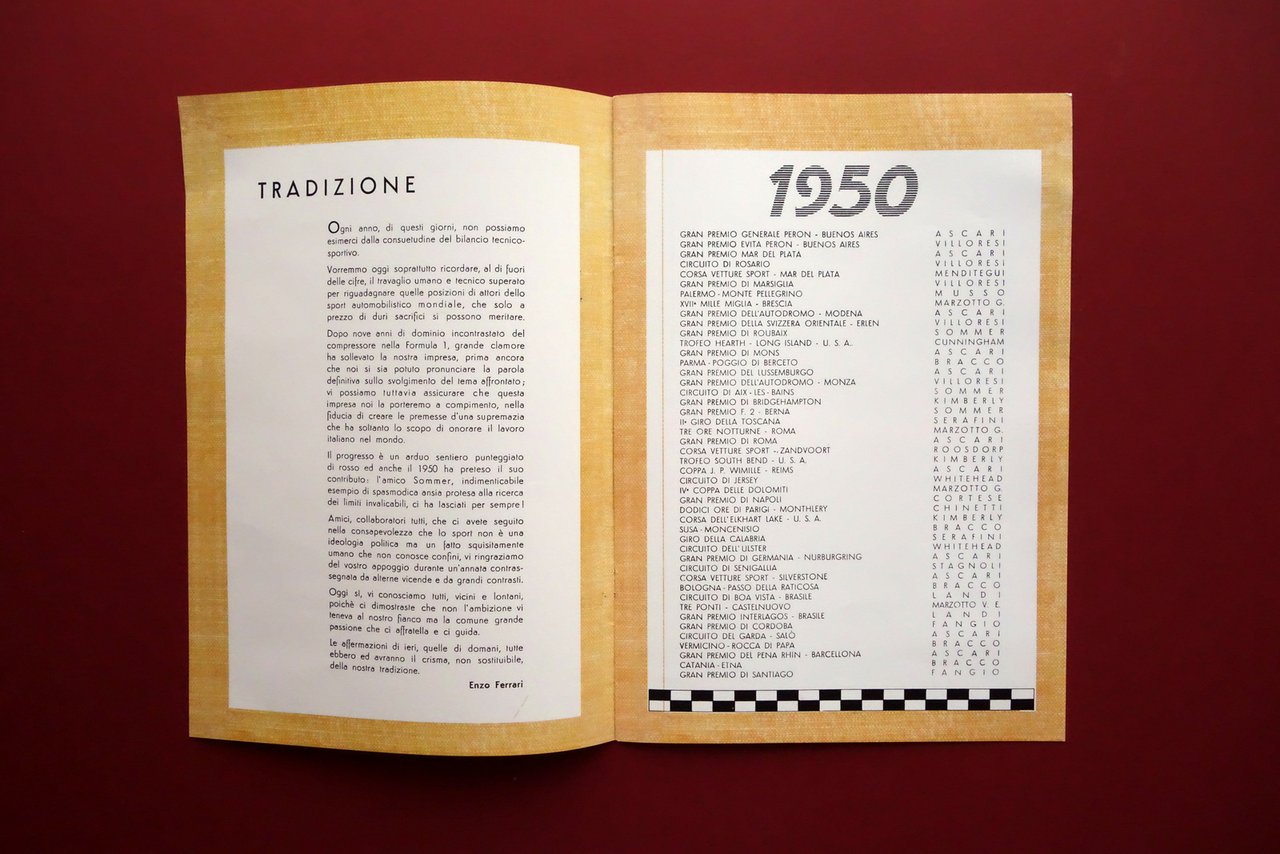 TRADIZIONE
Ogni anno, di questi giorni, non possiamo
esimerci dalla consuetudine del bilancio tecnico-
sportivo.
Vorremmo oggi soprattutto ricordare, al di fuori
delle cifre, il travaglio umano e tecnico superato
per riguadagnare quelle posizioni di attori dello
sport automobilistico mondiale, che solo a
prezzo di duri sacrifici si possono meritare.
Dopo nove anni di dominio incontrastato del
compressore nella Formula 1, grande clamore
ha sollevato la nostra impresa, prima ancora
che noi si sia potuto pronunciare la parola
definitiva sullo svolgimento del tema affrontato;
vi possiamo tuttavia assicurare che questa
impresa noi la porteremo a compimento, nella
fiducia di creare le premesse d'una supremazia
che ha soltanto lo scopo di onorare il lavoro
italiano nel mondo.
Il progresso è un arduo sentiero punteggiato
di rosso ed anche il 1950 ha preteso il suo
contributo: l'amico Sommer, indimenticabile
esempio di spasmodica ansia protesa alla ricerca
dei limiti invalicabili, ci ha lasciati per sempre!
Amici, collaboratori tutti, che ci avete seguito
nella consapevolezza che lo sport non è una
ideologia politica ma un fatto squisitamente
umano che non conosce confini, vi ringraziamo
del vostro appoggio durante un'annata contras-
segnata da alterne vicende e da grandi contrasti.
Oggi sì, vi conosciamo tutti, vicini e lontani,
poichè ci dimostraste che non l'ambizione vi
teneva al nostro fianco ma la comune grande
passione che ci affratella e ci guida.
Le affermazioni di ieri, quelle di domani, tutte
ebbero ed avranno il crisma, non sostituibile,
della nostra tradizione.
Enzo Ferrari
1950
GRAN PREMIO GENERALE PERON - BUENOS AIRES ASCARI
GRAN PREMIO EVITA PERON - BUENOS AIRES VILLORESI
GRAN PREMIO MAR DEL PLATA ASCARI
CIRCUITO DI ROSARIO VILLORESI
CORSA VETTURE SPORT - MAR DEL PLATA MENDITEGUI
GRAN PREMIO DI MARSIGLIA VILLORESI
PALERMO - MONTE PELLEGRINO MUSSO
XVIIª MILLE MIGLIA - BRESCIA MARZOTTO G.
GRAN PREMIO DELL'AUTODROMO - MODENA ASCARI
GRAN PREMIO DELLA SVIZZERA ORIENTALE - ERLEN VILLORESI
GRAN PREMIO DI ROUBAIX SOMMER
TROFEO HEARTH - LONG ISLAND - U. S. A. CUNNINGHAM
GRAN PREMIO DI MONS ASCARI
PARMA - POGGIO DI BERCETO BRACCO
GRAN PREMIO DEL LUSSEMBURGO ASCARI
GRAN PREMIO DELL'AUTODROMO - MONZA VILLORESI
CIRCUITO DI AIX - LES - BAINS SOMMER
GRAN PREMIO DI BRIDGEHAMPTON KIMBERLY
GRAN PREMIO F. 2 - BERNA SOMMER
IIº GIRO DELLA TOSCANA SERAFINI
TRE ORE NOTTURNE - ROMA MARZOTTO G.
GRAN PREMIO DI ROMA ASCARI
CORSA VETTURE SPORT - ZANDVOORT ROOSDORP
TROFEO SOUTH BEND - U. S. A. KIMBERLY
COPPA J. P. WIMILLE - REIMS ASCARI
CIRCUITO DI JERSEY WHITEHEAD
IVª COPPA DELLE DOLOMITI MARZOTTO G.
GRAN PREMIO DI NAPOLI CORTESE
DODICI ORE DI PARIGI - MONTHLERY CHINETTI
CORSA DELL'ELKHART LAKE - U. S. A. KIMBERLY
SUSA - MONCENISIO BRACCO
GIRO DELLA CALABRIA SERAFINI
CIRCUITO DELL'ULSTER WHITEHEAD
GRAN PREMIO DI GERMANIA - NURBURGRING ASCARI
CIRCUITO DI SENIGALLIA STAGNOLI
CORSA VETTURE SPORT - SILVERSTONE ASCARI
BOLOGNA - PASSO DELLA RATICOSA BRACCO
CIRCUITO DI BOA VISTA - BRASILE LANDI
TRE PONTI - CASTELNUOVO MARZOTTO V. E.
GRAN PREMIO INTERLAGOS - BRASILE LANDI
GRAN PREMIO DI CORDOBA FANGIO
CIRCUITO DEL GARDA - SALÒ ASCARI
VERMICINO - ROCCA DI PAPA BRACCO
GRAN PREMIO DEL PENA RHIN - BARCELLONA ASCARI
CATANIA - ETNA BRACCO
GRAN PREMIO DI SANTIAGO FANGIO